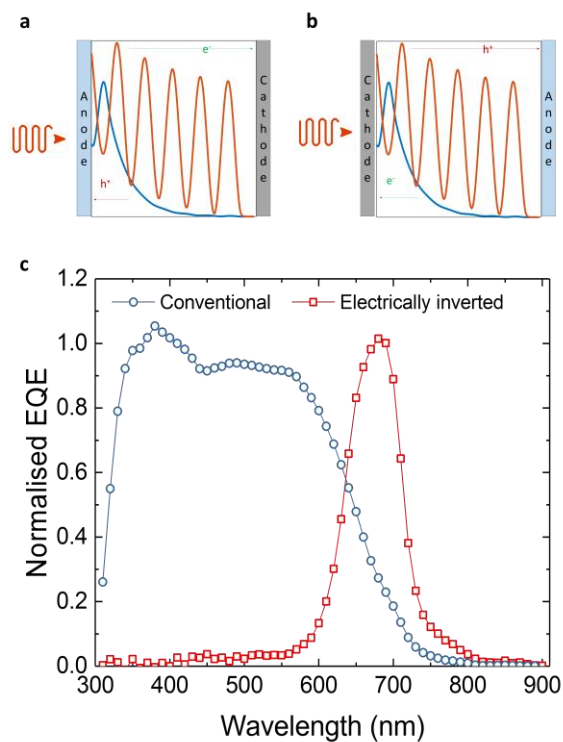 a
b
Anode
h⁺
e⁻
Cathode
Cathode
e⁻
h⁺
Anode
c
1.2
1.0
0.8
0.6
0.4
0.2
0.0
Normalised EQE
Conventional
Electrically inverted
300 400 500 600 700 800 900
Wavelength (nm)